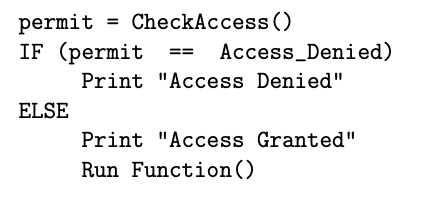 permit = CheckAccess()
IF (permit  ==  Access_Denied)
     Print "Access Denied"
ELSE
     Print "Access Granted"
     Run Function()